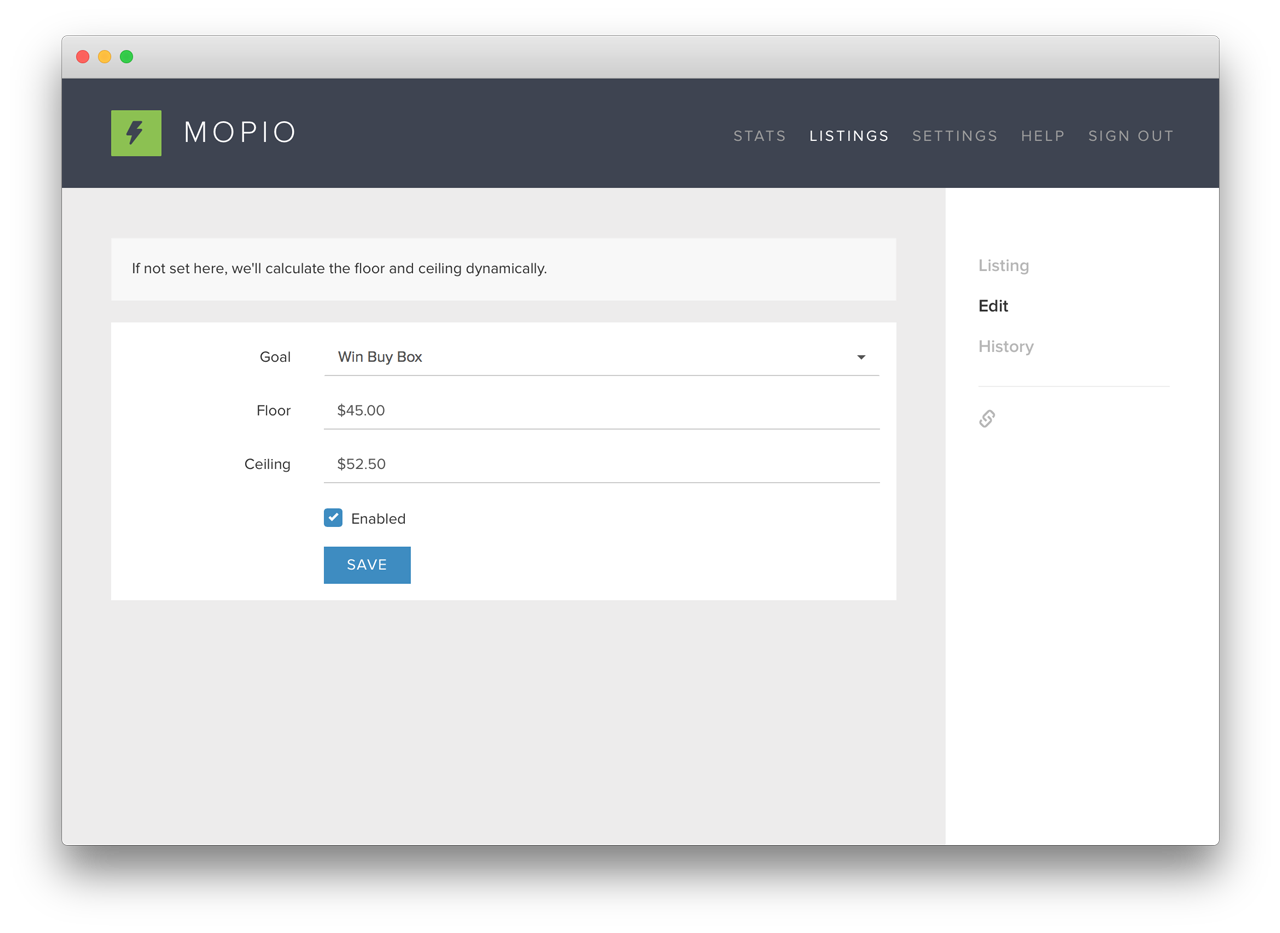 MOPIO
STATS LISTINGS SETTINGS HELP SIGN OUT
If not set here, we'll calculate the floor and ceiling dynamically.
Goal Win Buy Box
Floor $45.00
Ceiling $52.50
Enabled
SAVE
Listing
Edit
History